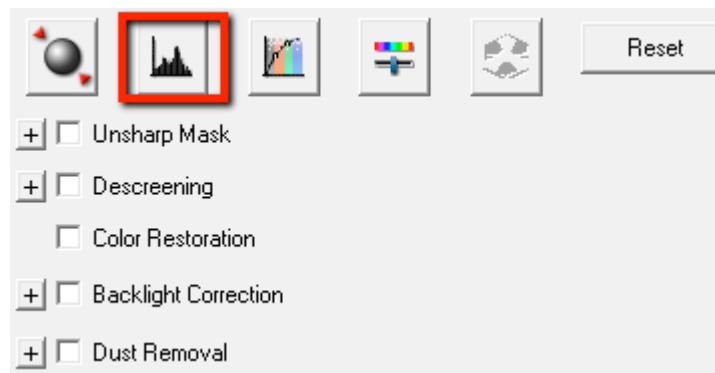 Reset
Unsharp Mask
Descreening
Color Restoration
Backlight Correction
Dust Removal